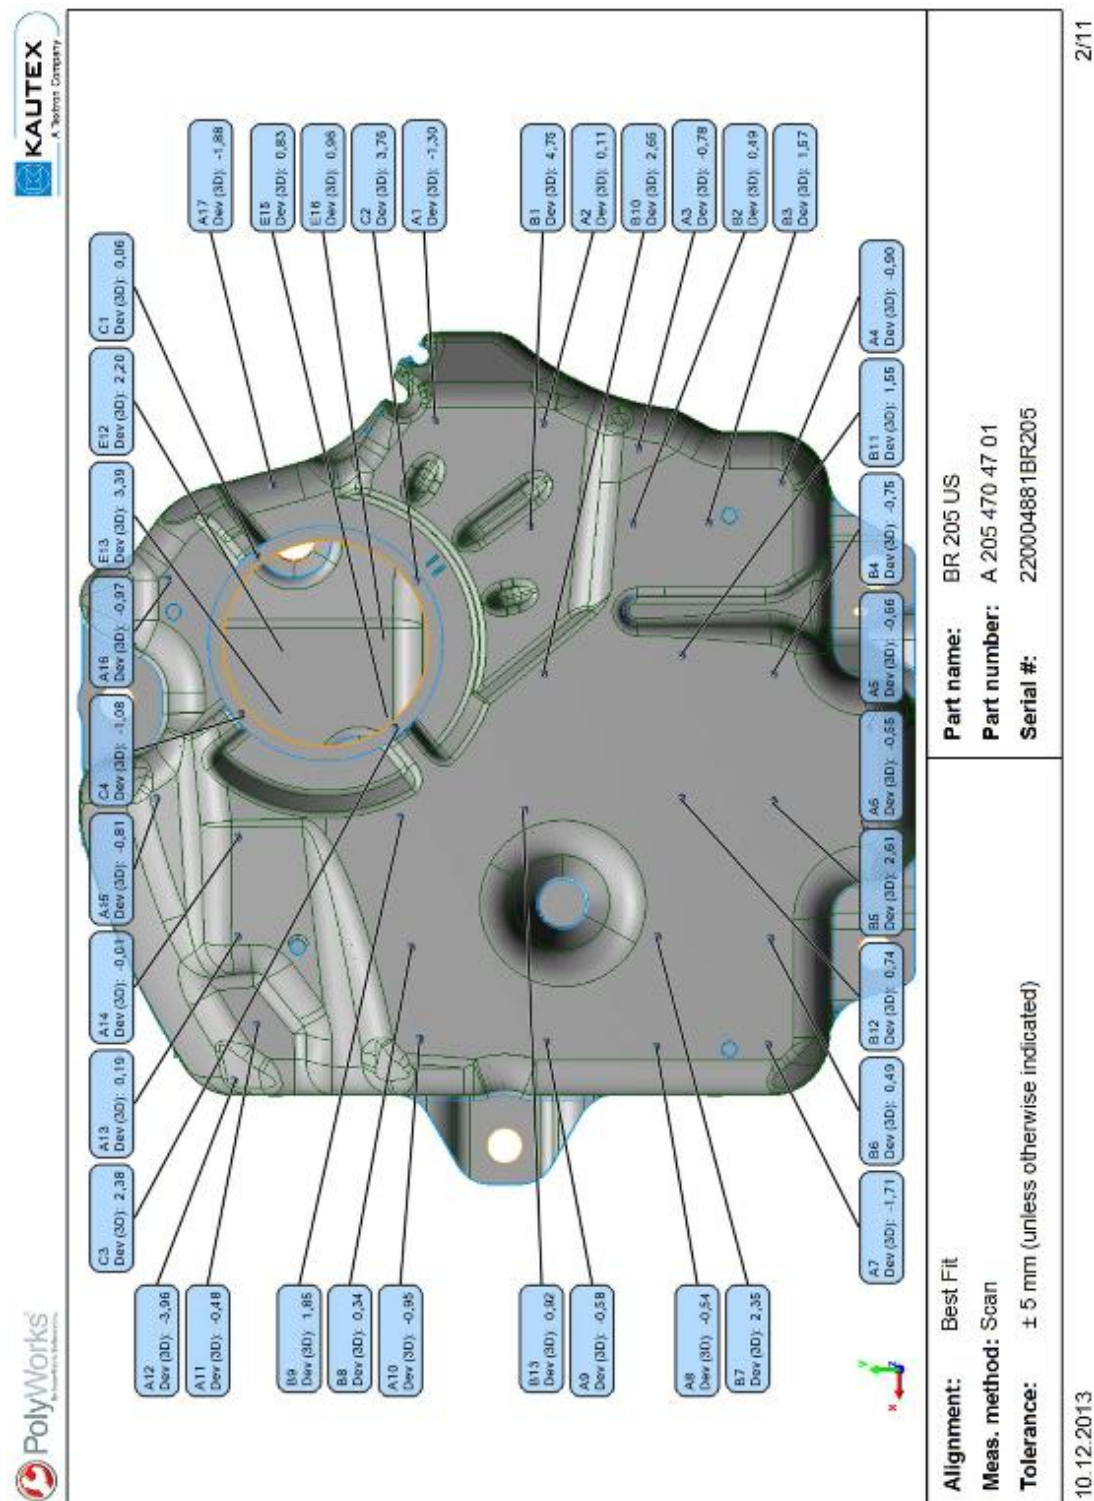 PolyWorks
KAUTEX
A Textron Company
C3
Dev (3D): 2,38
A13
Dev (3D): 0,19
A14
Dev (3D): -0,01
A15
Dev (3D): -0,81
C4
Dev (3D): -1,08
A16
Dev (3D): -0,97
E13
Dev (3D): 3,39
E12
Dev (3D): 2,20
C1
Dev (3D): 0,06
A12
Dev (3D): -3,96
A11
Dev (3D): -0,48
B9
Dev (3D): 1,85
B8
Dev (3D): 0,34
A10
Dev (3D): -0,95
B13
Dev (3D): 0,92
A9
Dev (3D): -0,58
A8
Dev (3D): -0,54
B7
Dev (3D): 2,35
A17
Dev (3D): -1,88
E15
Dev (3D): 0,83
E16
Dev (3D): 0,96
C2
Dev (3D): 3,76
A1
Dev (3D): -1,30
B1
Dev (3D): 4,75
A2
Dev (3D): 0,11
B10
Dev (3D): 2,65
A3
Dev (3D): -0,78
B2
Dev (3D): 0,49
B3
Dev (3D): 1,57
A7
Dev (3D): -1,71
B6
Dev (3D): 0,49
B12
Dev (3D): 0,74
B5
Dev (3D): 2,61
A6
Dev (3D): -0,55
A5
Dev (3D): -0,66
B4
Dev (3D): -0,75
B11
Dev (3D): 1,55
A4
Dev (3D): -0,90
x
Y
z
Alignment: Best Fit
Meas. method: Scan
Tolerance: ± 5 mm (unless otherwise indicated)
Part name: BR 205 US
Part number: A 205 470 47 01
Serial #: 220004881BR205
10.12.2013
2/11